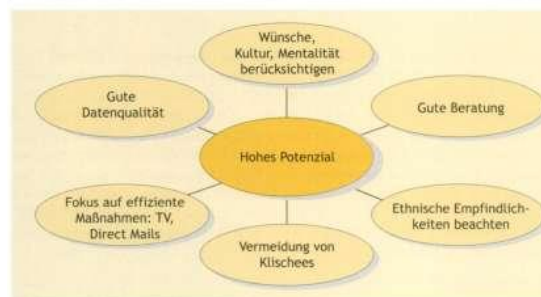 Wünsche,
Kultur, Mentalität
berücksichtigen
Gute
Datenqualität
Gute Beratung
Hohes Potenzial
Fokus auf effiziente
Maßnahmen: TV,
Direct Mails
Ethnische Empfindlich-
keiten beachten
Vermeidung von
Klischees